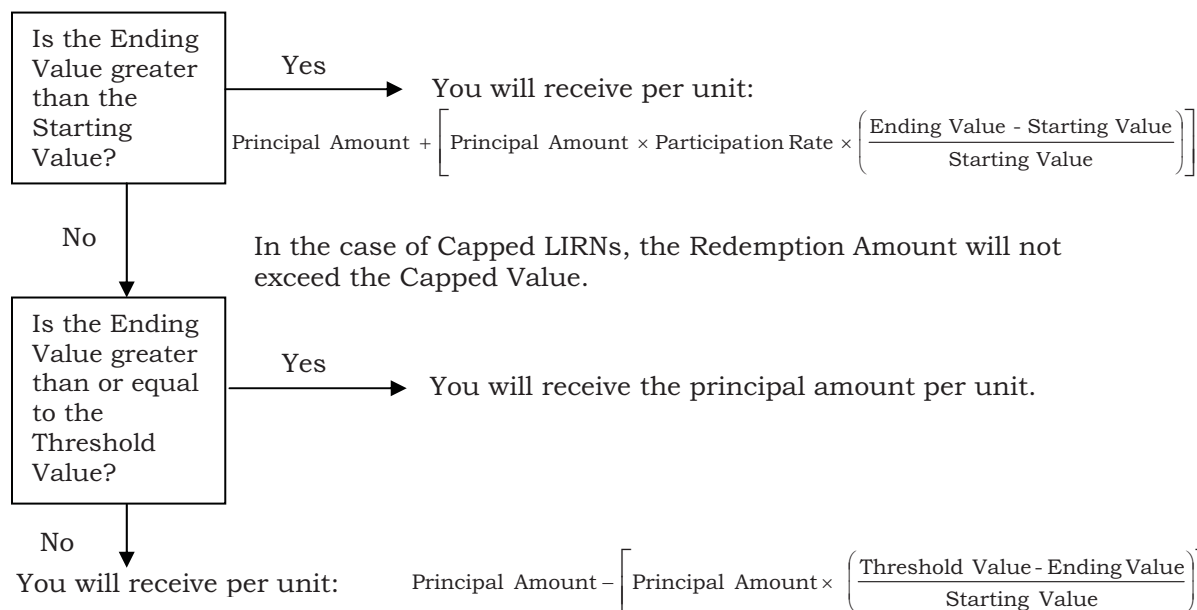 Is the Ending
Value greater
than the
Starting
Value?
Yes
You will receive per unit:
Principal Amount + [Principal Amount × Participation Rate × (Ending Value - Starting Value / Starting Value)]
No
In the case of Capped LIRNs, the Redemption Amount will not
exceed the Capped Value.
Is the Ending
Value greater
than or equal
to the
Threshold
Value?
Yes
You will receive the principal amount per unit.
No
You will receive per unit:
Principal Amount – [Principal Amount × (Threshold Value - Ending Value / Starting Value)]